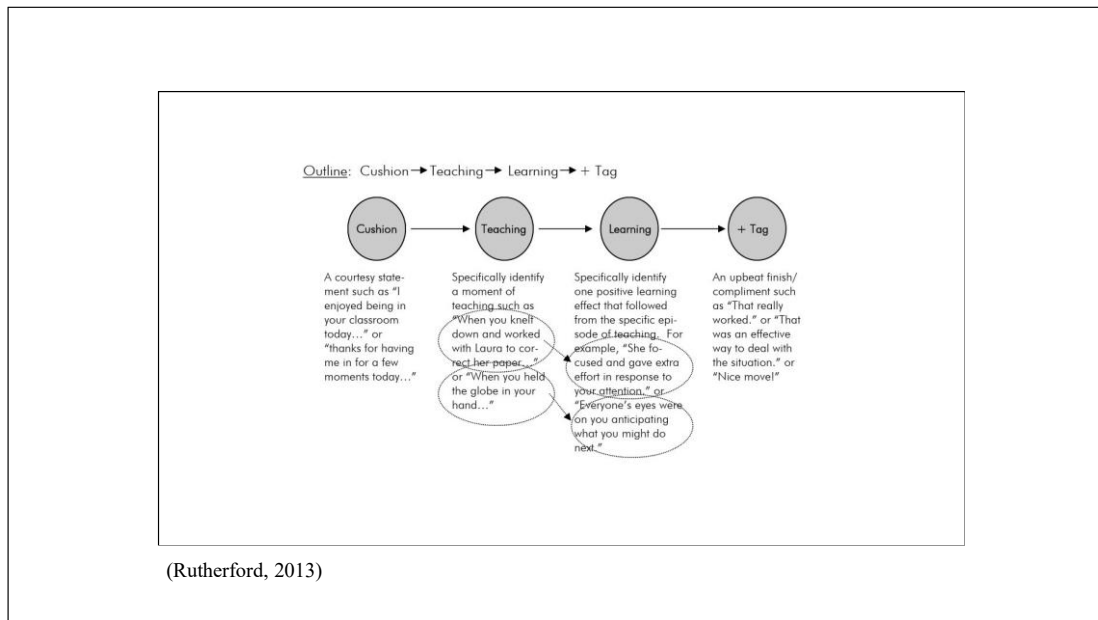 Outline: Cushion → Teaching → Learning → + Tag
Cushion
Teaching
Learning
+ Tag
A courtesy state-
ment such as “I
enjoyed being in
your classroom
today…” or
“thanks for having
me in for a few
moments today…”
Specifically identify
a moment of
teaching such as
“When you knelt
down and worked
with Laura to cor-
rect her paper…”
or “When you held
the globe in your
hand…”
Specifically identify
one positive learning
effect that followed
from the specific epi-
sode of teaching. For
example, “She fo-
cused and gave extra
effort in response to
your attention.” or
“Everyone’s eyes were
on you anticipating
what you might do
next.”
An upbeat finish/
compliment such
as “That really
worked.” or “That
was an effective
way to deal with
the situation.” or
“Nice move!”
(Rutherford, 2013)